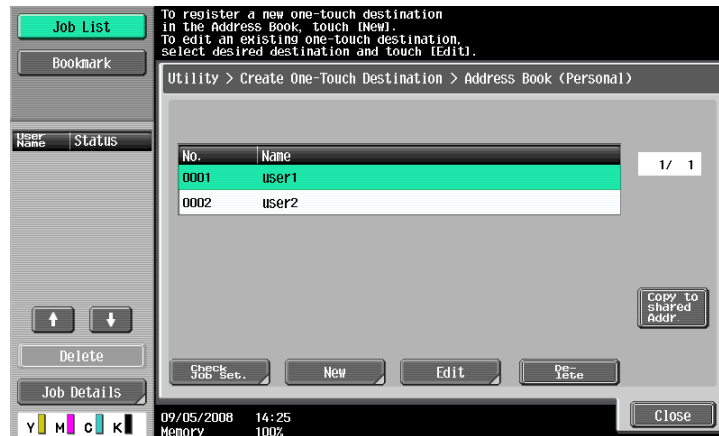 Job List
Bookmark
To register a new one-touch destination
in the Address Book, touch [New].
To edit an existing one-touch destination,
select desired destination and touch [Edit].
Utility > Create One-Touch Destination > Address Book (Personal)
User
Name
Status
No.
Name
1/ 1
0001
user1
0002
user2
Copy to
shared
Addr.
Delete
Job Details
Check
Job Set.
New
Edit
De-
lete
Y M C K
09/05/2008 14:25
Memory 100%
Close